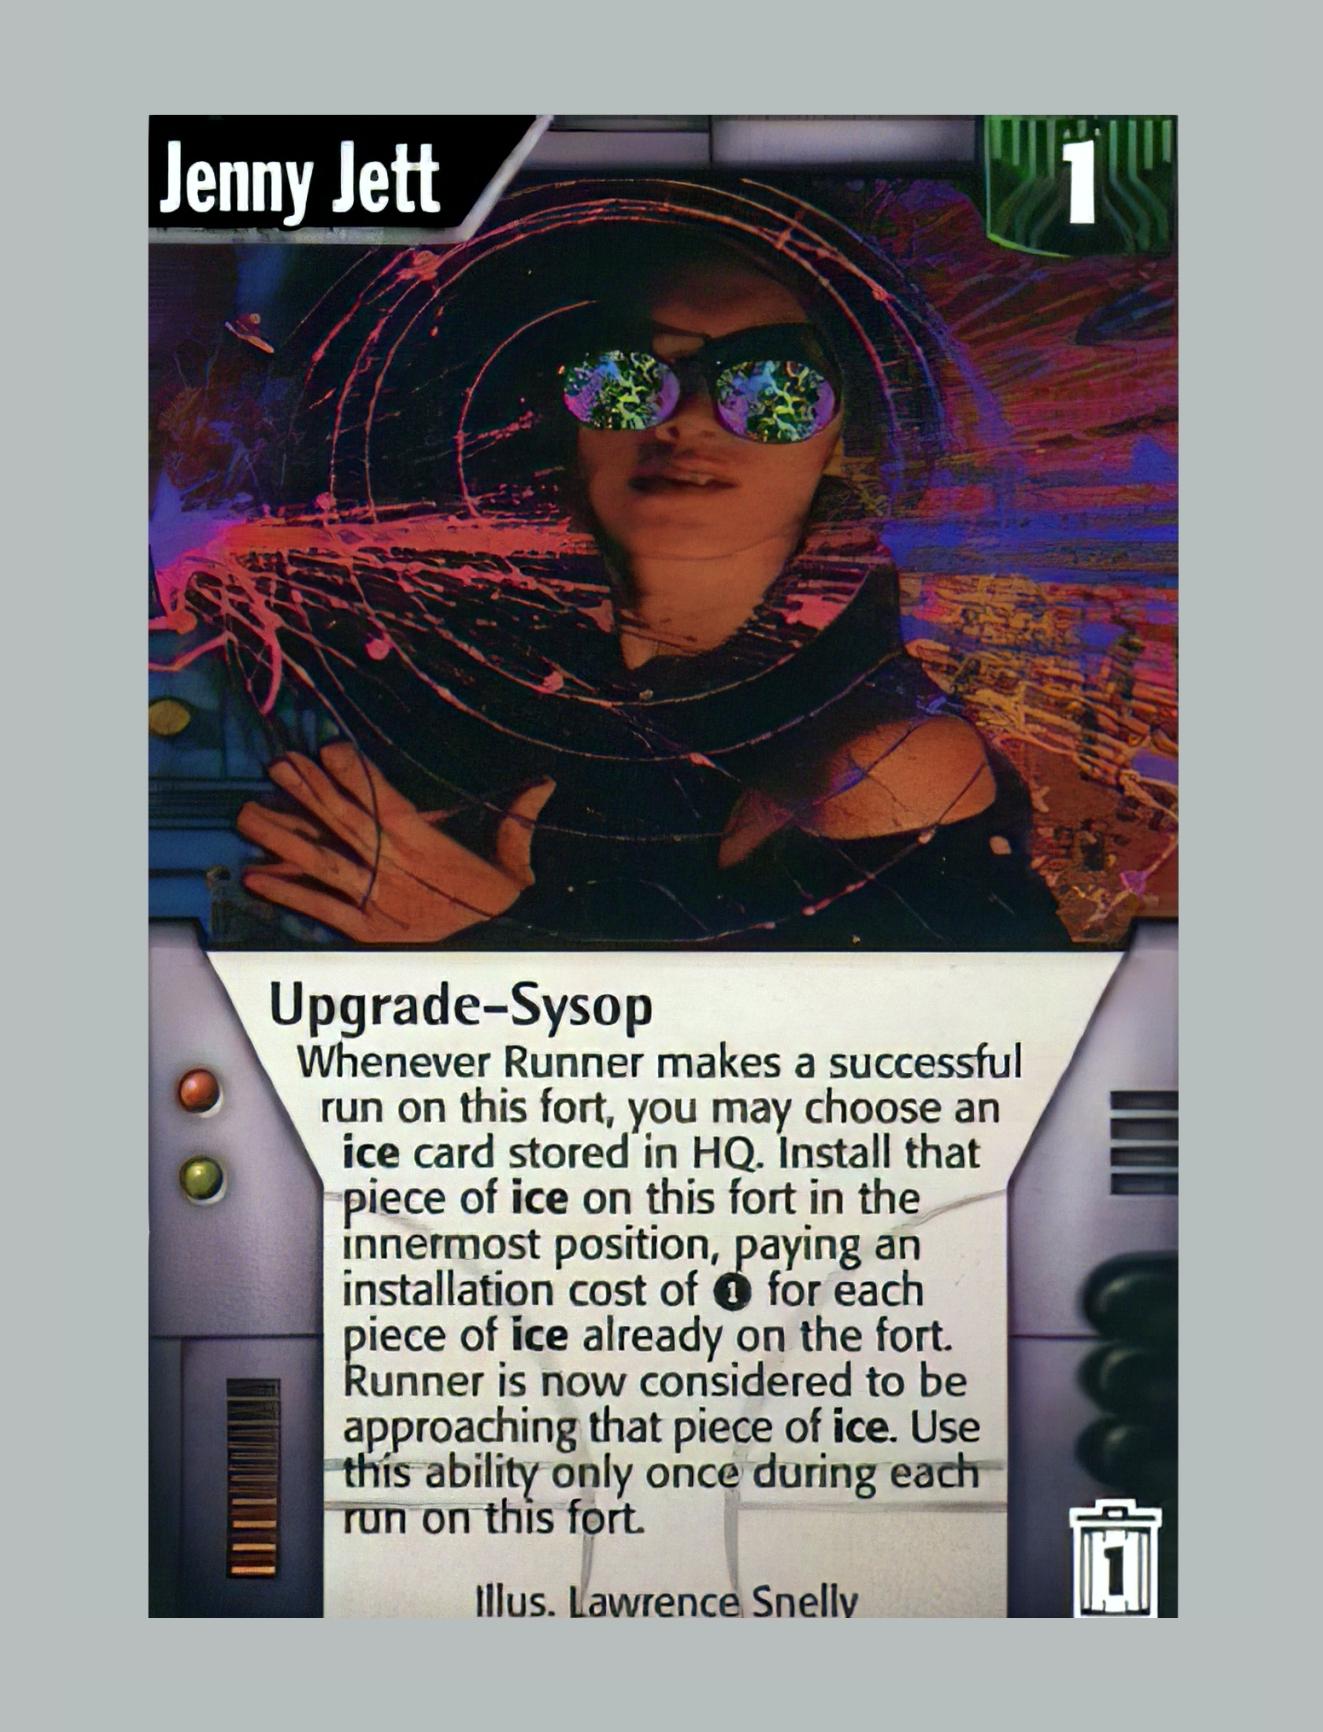 Jenny Jett
1
Upgrade–Sysop
Whenever Runner makes a successful
run on this fort, you may choose an
ice card stored in HQ. Install that
piece of ice on this fort in the
innermost position, paying an
installation cost of 1 for each
piece of ice already on the fort.
Runner is now considered to be
approaching that piece of ice. Use
this ability only once during each
run on this fort.
1
Illus. Lawrence Snelly